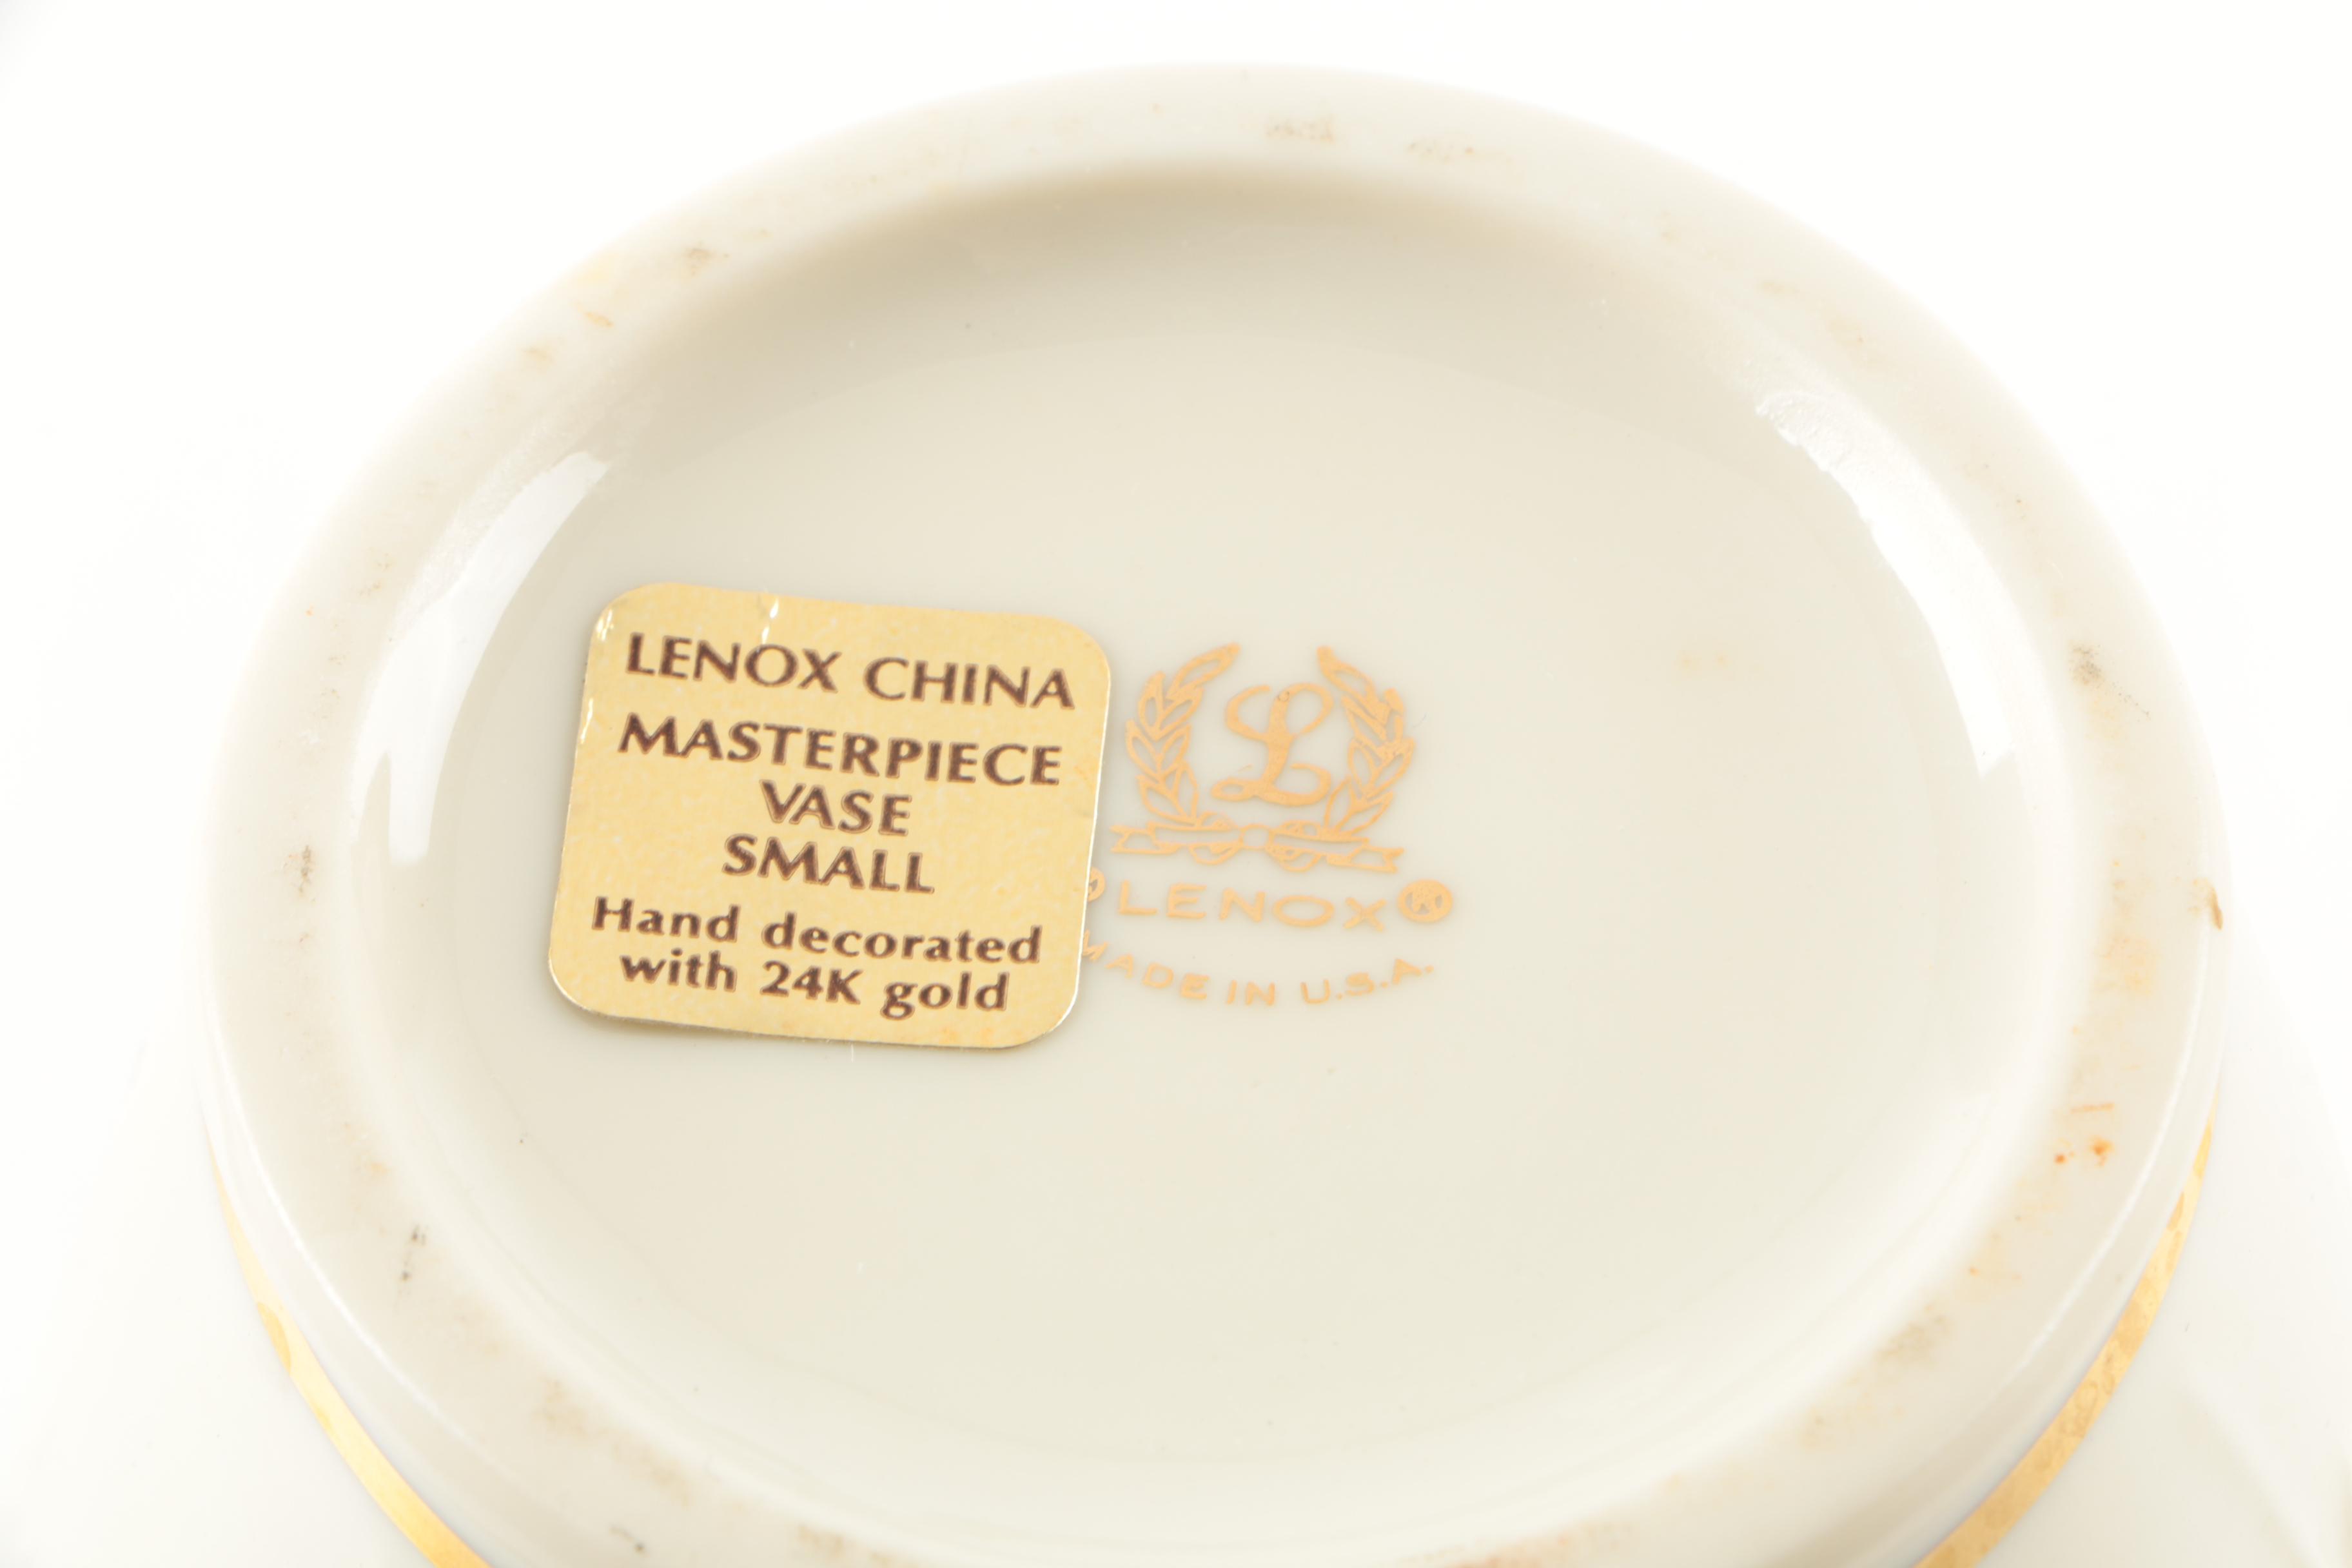 LENOX CHINA
MASTERPIECE
VASE
SMALL
Hand decorated
with 24K gold
L
LENOX®
MADE IN U.S.A.